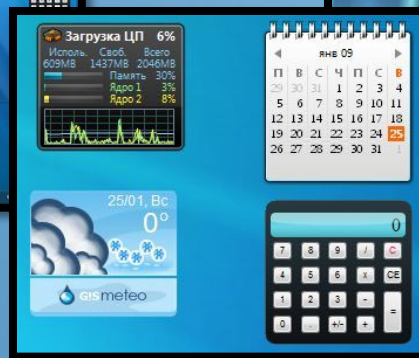 Загрузка ЦП 6%
Использ. Своб. Всего
609MB 1437MB 2046MB
Память 30%
Ядро 1 3%
Ядро 2 8%
янв 09
П В С Ч П С В
29 30 31 1 2 3 4
5 6 7 8 9 10 11
12 13 14 15 16 17 18
19 20 21 22 23 24 25
26 27 28 29 30 31 1
25/01, Вс
0°
GISmeteo
0
7 8 9 / C
4 5 6 x CE
1 2 3 - =
0 . +/- +